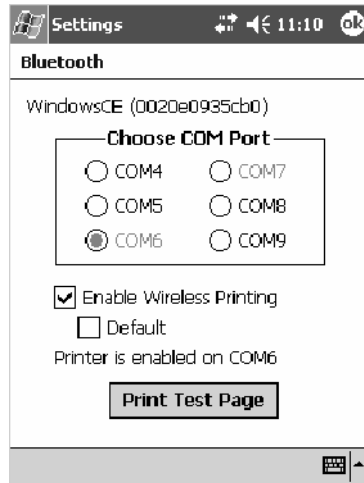 Settings 11:10 ok
Bluetooth
WindowsCE (0020e0935cb0)
Choose COM Port
COM4 COM7
COM5 COM8
COM6 COM9
Enable Wireless Printing
Default
Printer is enabled on COM6
Print Test Page